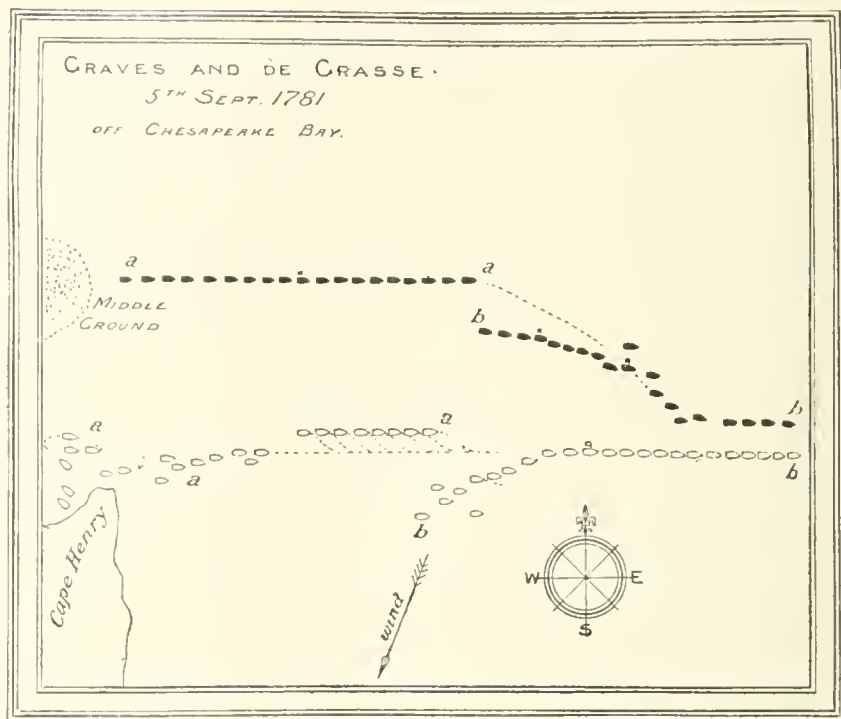 GRAVES AND DE GRASSE.
5TH SEPT. 1781
OFF CHESAPEAKE BAY.
a
a
MIDDLE
GROUND
b
b
a
a
a
b
b
Cape Henry
wind
W
E
S